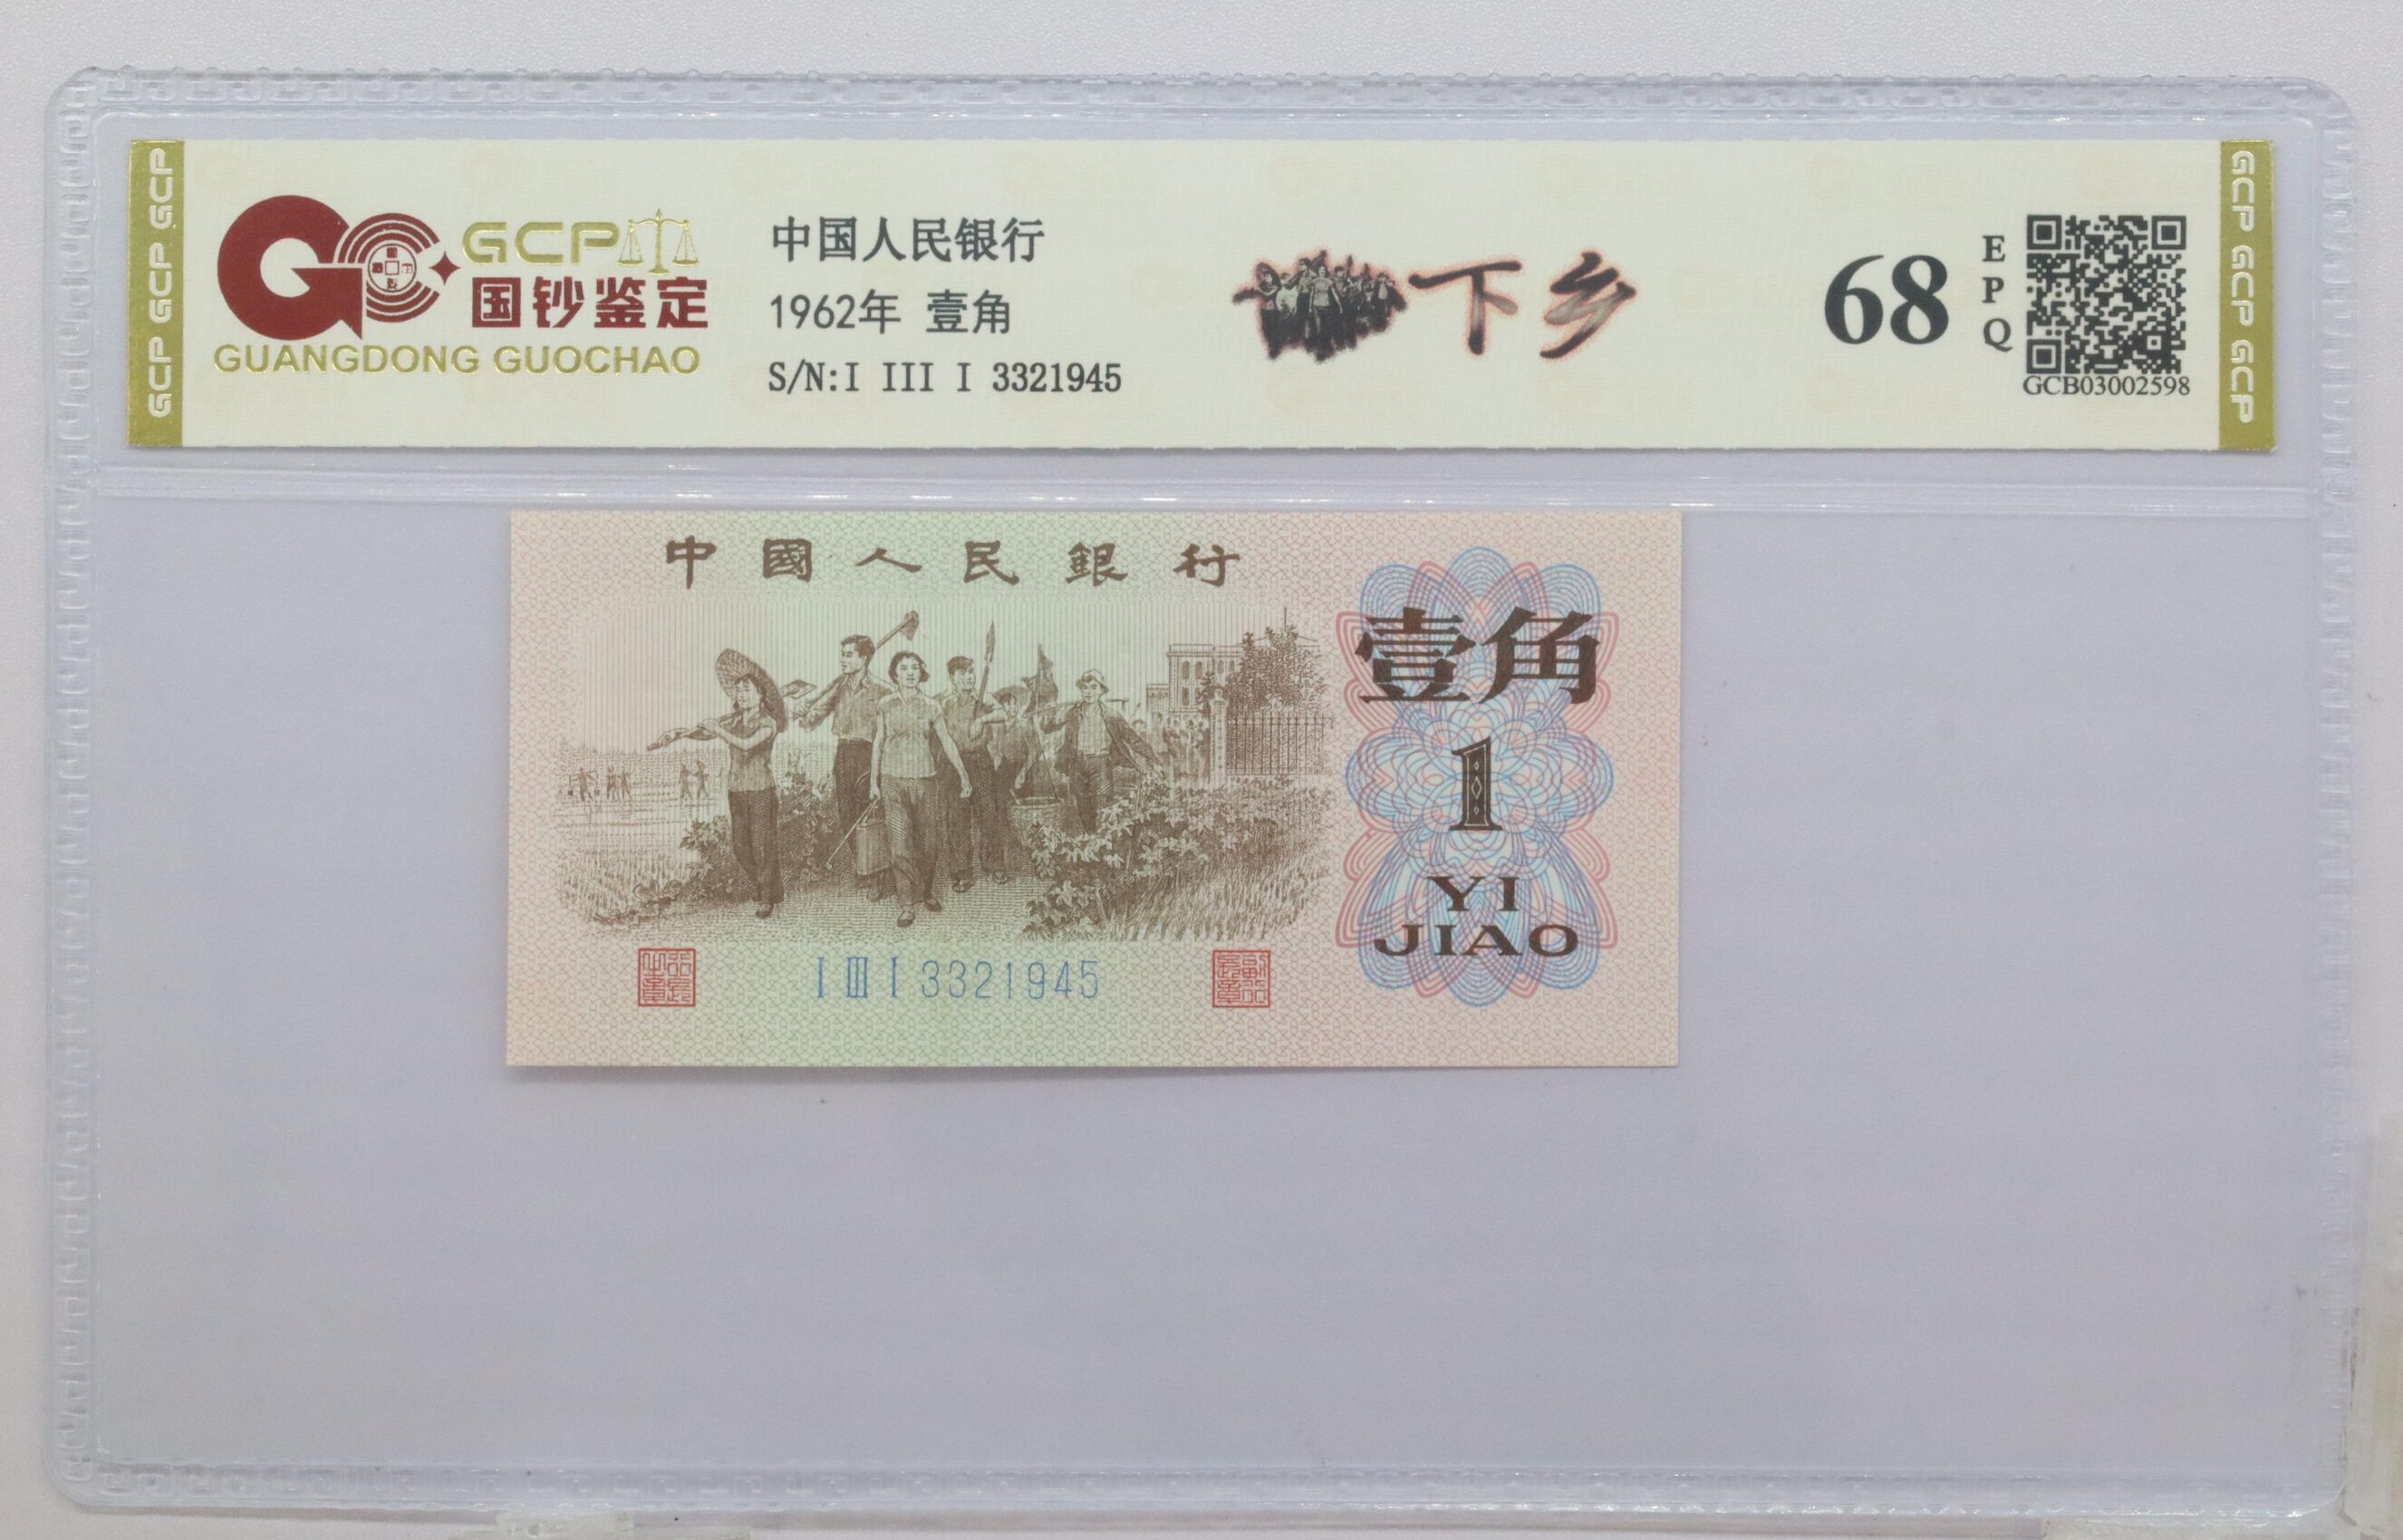 GCP GCP GCP
GCP
国钞鉴定
GUANGDONG GUOCHAO
中国人民银行
1962年 壹角
S/N:I III I 3321945
下乡
68
EPQ
GCB03002598
GCP GCP GCP
中國人民銀行
壹角
1
YI
JIAO
I III I 3321945